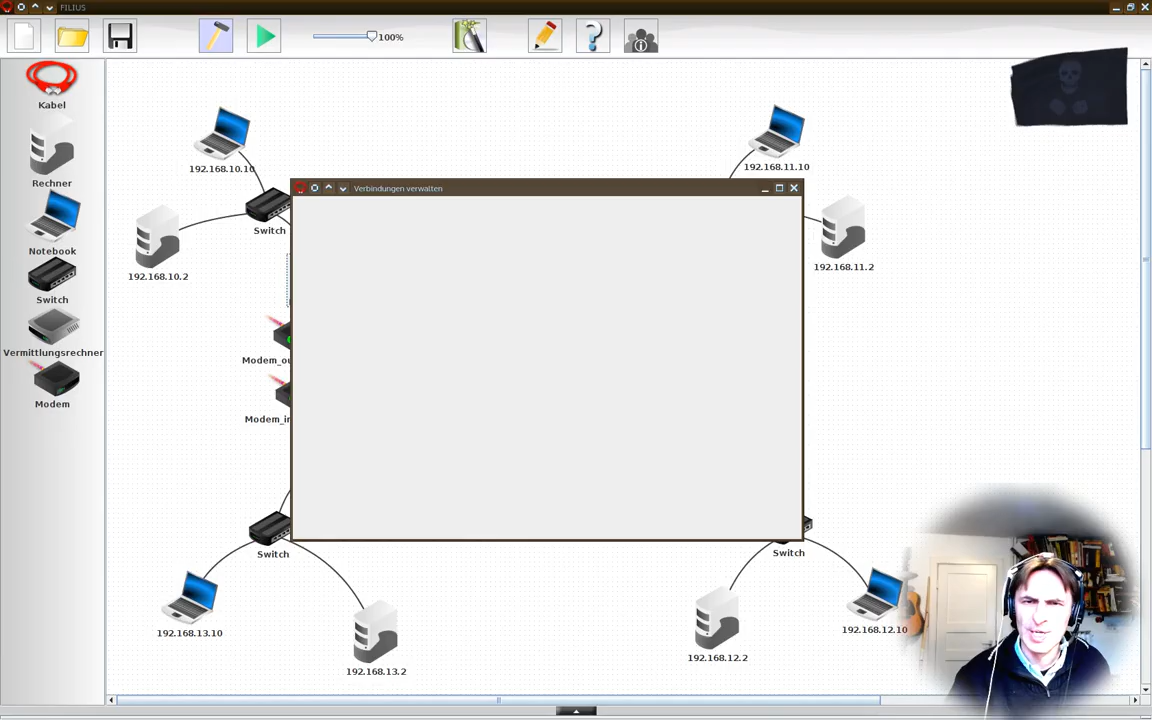 FILIUS
100%
Kabel
Rechner
Notebook
Switch
Vermittlungsrechner
Modem
192.168.10.10
192.168.11.10
Verbindungen verwalten
Switch
192.168.10.2
192.168.11.2
Modem_ou
Modem_in
Switch
Switch
192.168.13.10
192.168.12.10
192.168.13.2
192.168.12.2